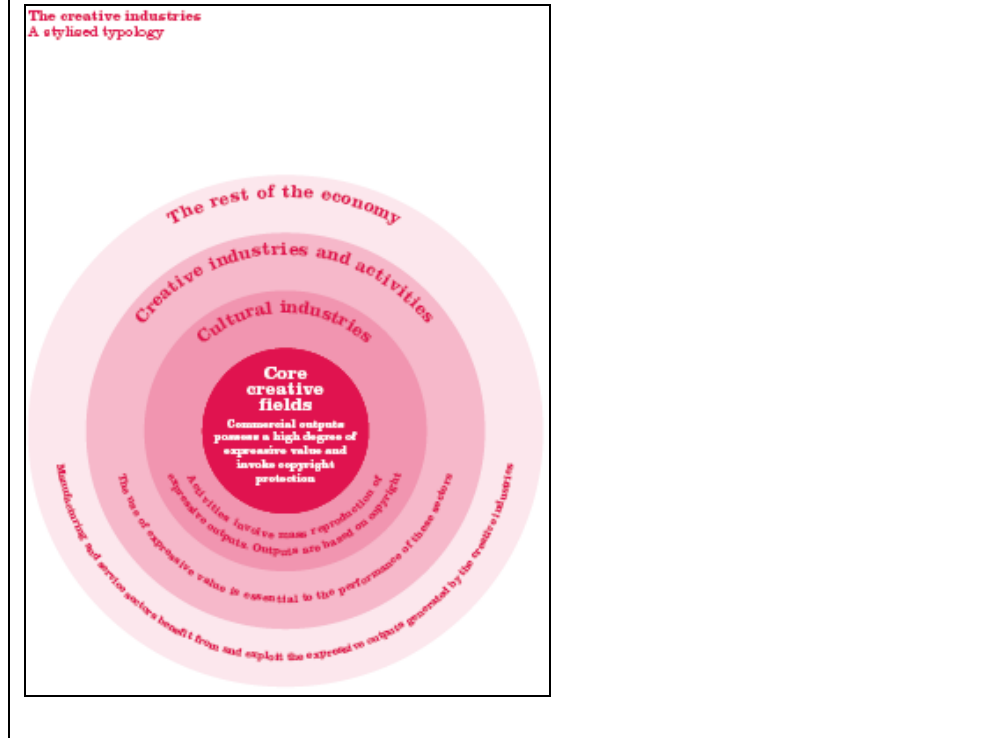 The creative industries
A stylised typology
The rest of the economy
Creative industries and activities
Cultural industries
Core
creative
fields
Commercial outputs
possess a high degree of
expressive value and
invoke copyright
protection
Activities involve mass reproduction of
expressive outputs. Outputs are based on copyright
The use of expressive value is essential to the performance of these sectors
Manufacturing and service sectors benefit from and exploit the expressive outputs generated by the creative industries